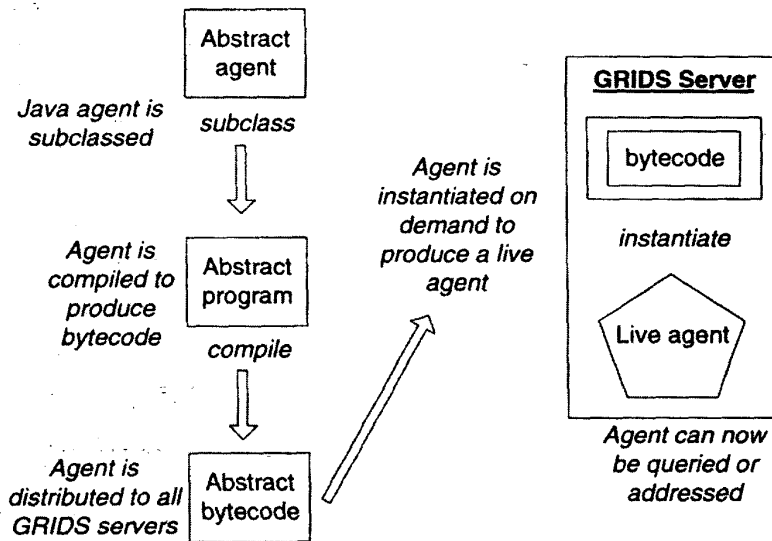 Abstract
agent
Java agent is
subclassed
subclass
Agent is
compiled to
produce
bytecode
Abstract
program
compile
Agent is
distributed to all
GRIDS servers
Abstract
bytecode
Agent is
instantiated on
demand to
produce a live
agent
GRIDS Server
bytecode
instantiate
Live agent
Agent can now
be queried or
addressed